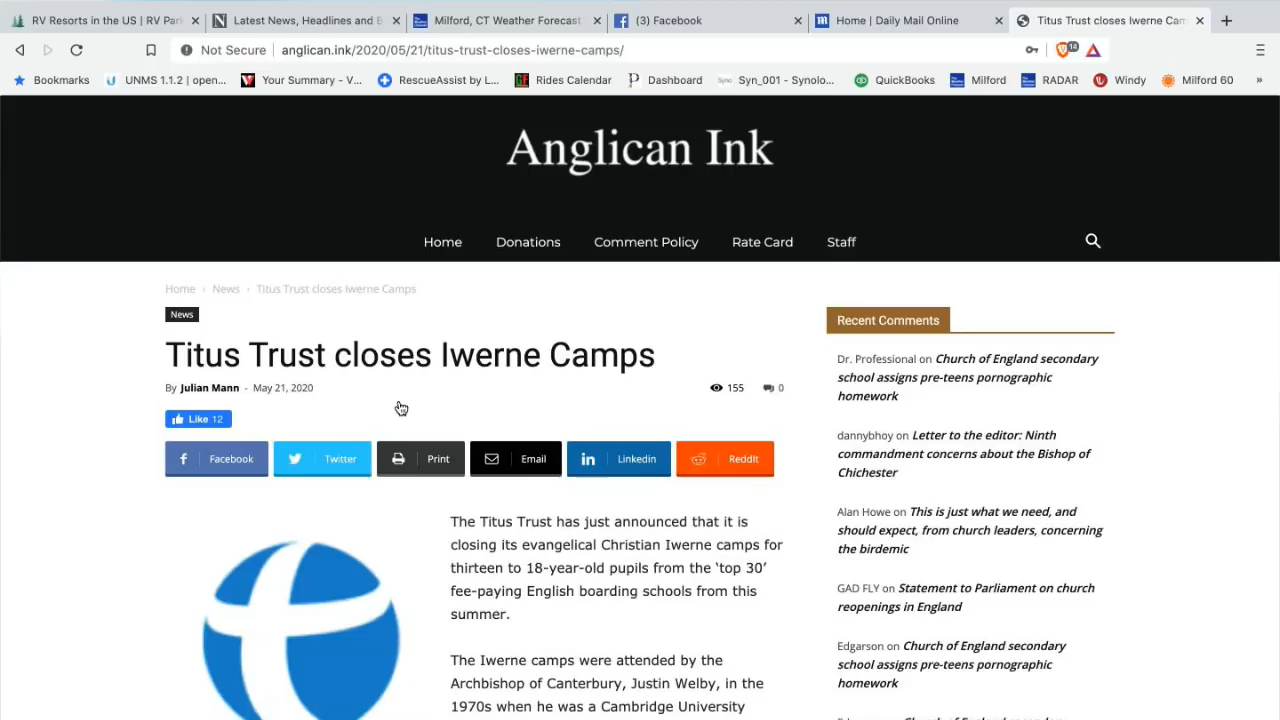 RV Resorts in the US | RV Par
Latest News, Headlines and
Milford, CT Weather Forecast
(3) Facebook
Home | Daily Mail Online
Titus Trust closes Iwerne Cam
Not Secure
anglican.ink/2020/05/21/titus-trust-closes-iwerne-camps/
14
Bookmarks
UNMS 1.1.2 | open...
Your Summary - V...
RescueAssist by L...
Rides Calendar
Dashboard
Syn_001 - Synolo...
QuickBooks
Milford
RADAR
Windy
Milford 60
»
Anglican Ink
Home
Donations
Comment Policy
Rate Card
Staff
Home › News › Titus Trust closes Iwerne Camps
News
Titus Trust closes Iwerne Camps
By Julian Mann - May 21, 2020
155
0
Like 12
Facebook
Twitter
Print
Email
Linkedin
ReddIt
The Titus Trust has just announced that it is
closing its evangelical Christian Iwerne camps for
thirteen to 18-year-old pupils from the ‘top 30’
fee-paying English boarding schools from this
summer.
The Iwerne camps were attended by the
Archbishop of Canterbury, Justin Welby, in the
1970s when he was a Cambridge University
Recent Comments
Dr. Professional on Church of England secondary
school assigns pre-teens pornographic
homework
dannybhoy on Letter to the editor: Ninth
commandment concerns about the Bishop of
Chichester
Alan Howe on This is just what we need, and
should expect, from church leaders, concerning
the birdemic
GAD FLY on Statement to Parliament on church
reopenings in England
Edgarson on Church of England secondary
school assigns pre-teens pornographic
homework